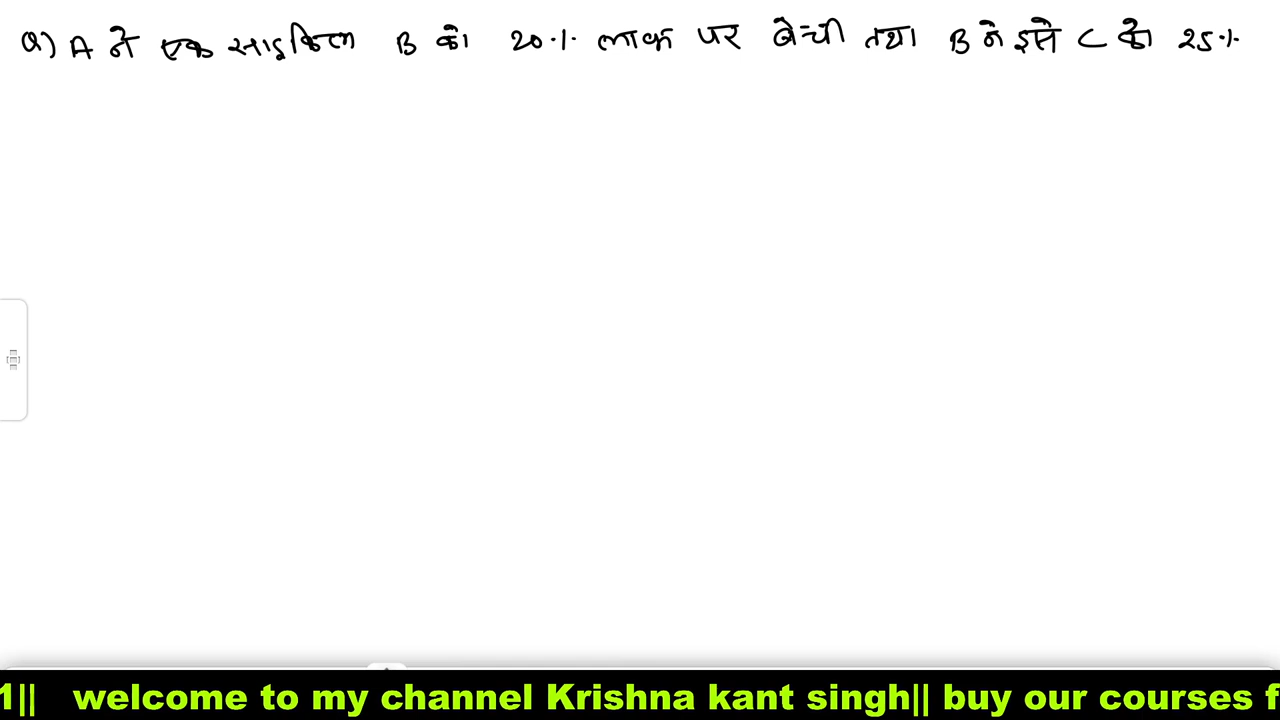 Q) A ने एक साइकिल B को 20% लाभ पर बेची तथा B ने इसे C को 25%
1|| welcome to my channel Krishna kant singh|| buy our courses f